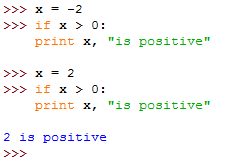 >>> x = -2
>>> if x > 0:
    print x, "is positive"
>>> x = 2
>>> if x > 0:
    print x, "is positive"
2 is positive
>>>